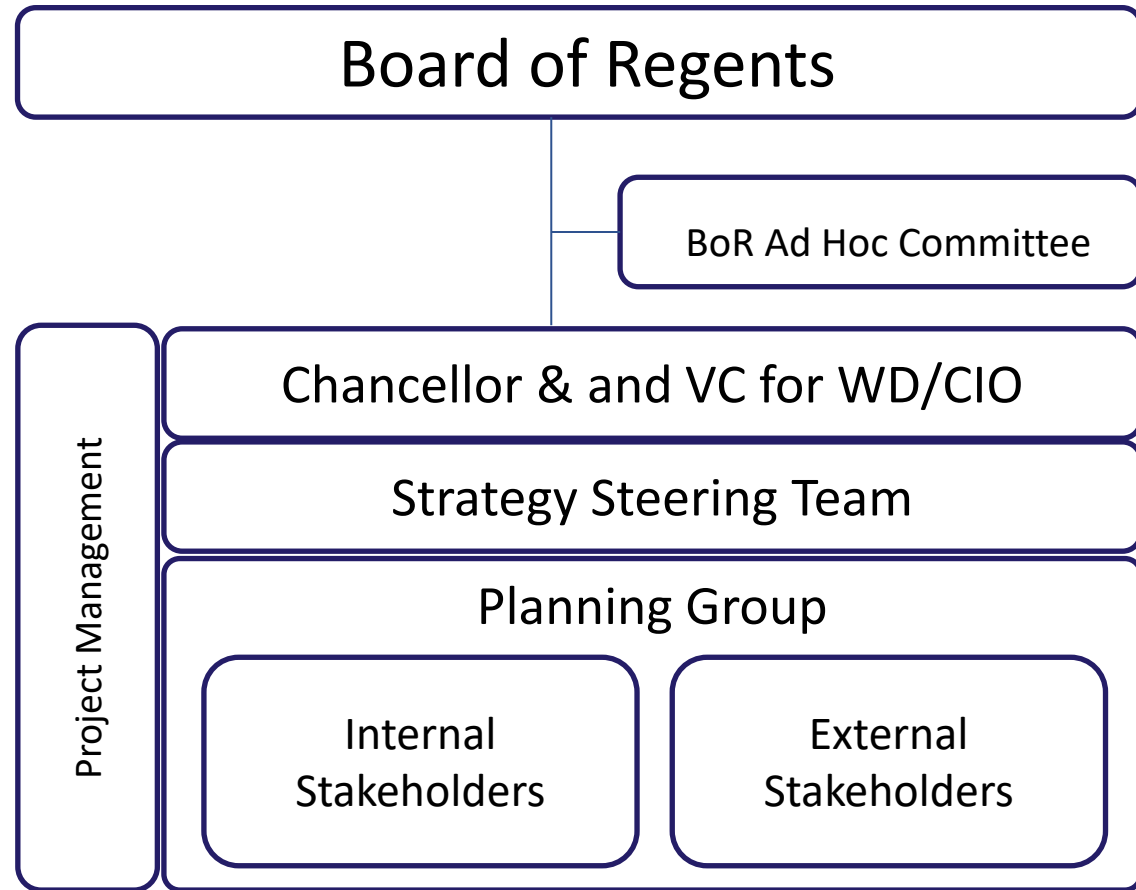 Board of Regents
BoR Ad Hoc Committee
Chancellor & and VC for WD/CIO
Strategy Steering Team
Project Management
Planning Group
Internal
Stakeholders
External
Stakeholders